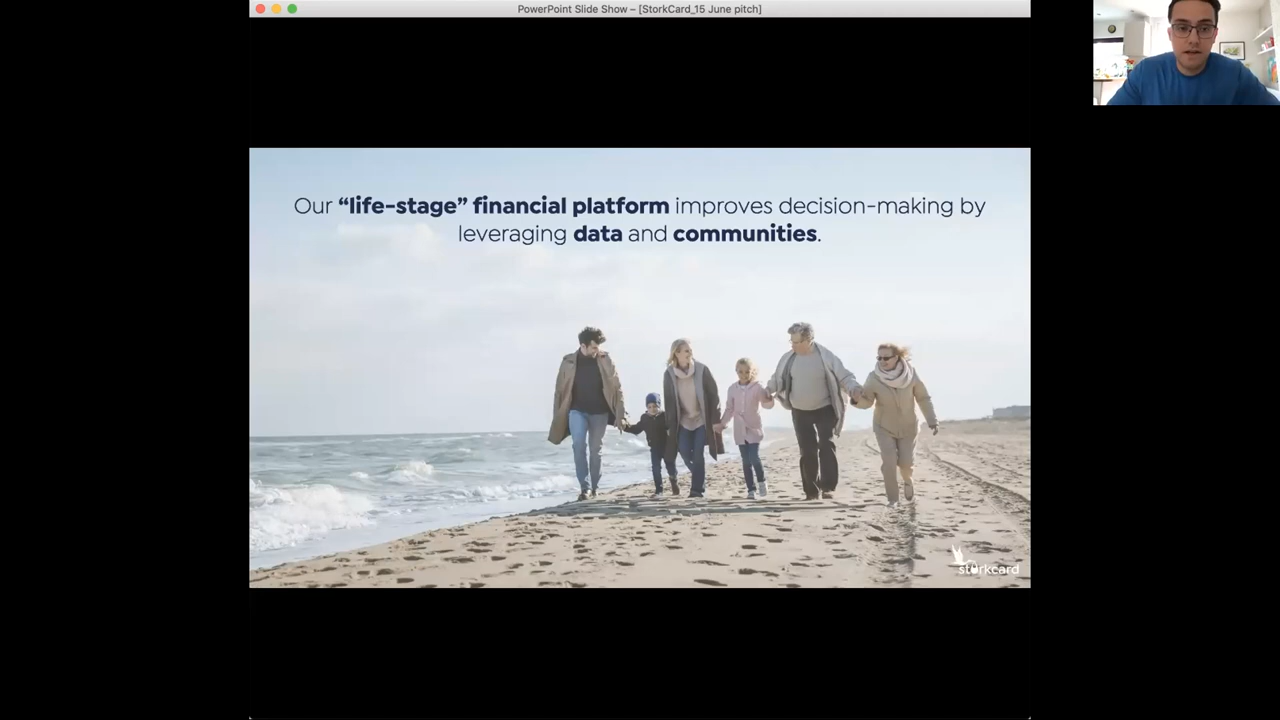 PowerPoint Slide Show – [StorkCard_15 June pitch]
Our “life-stage” financial platform improves decision-making by
leveraging data and communities.
storkcard